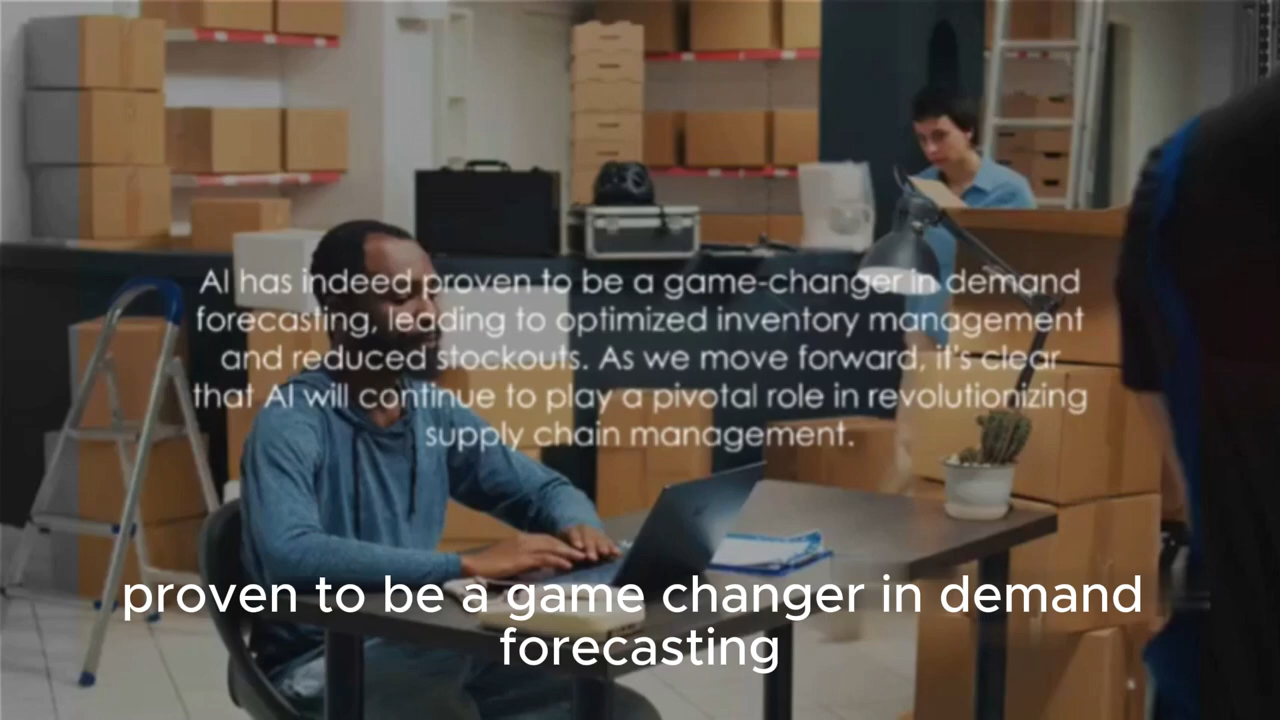 AI has indeed proven to be a game-changer in demand
forecasting, leading to optimized inventory management
and reduced stockouts. As we move forward, it's clear
that AI will continue to play a pivotal role in revolutionizing
supply chain management.
proven to be a game changer in demand
forecasting